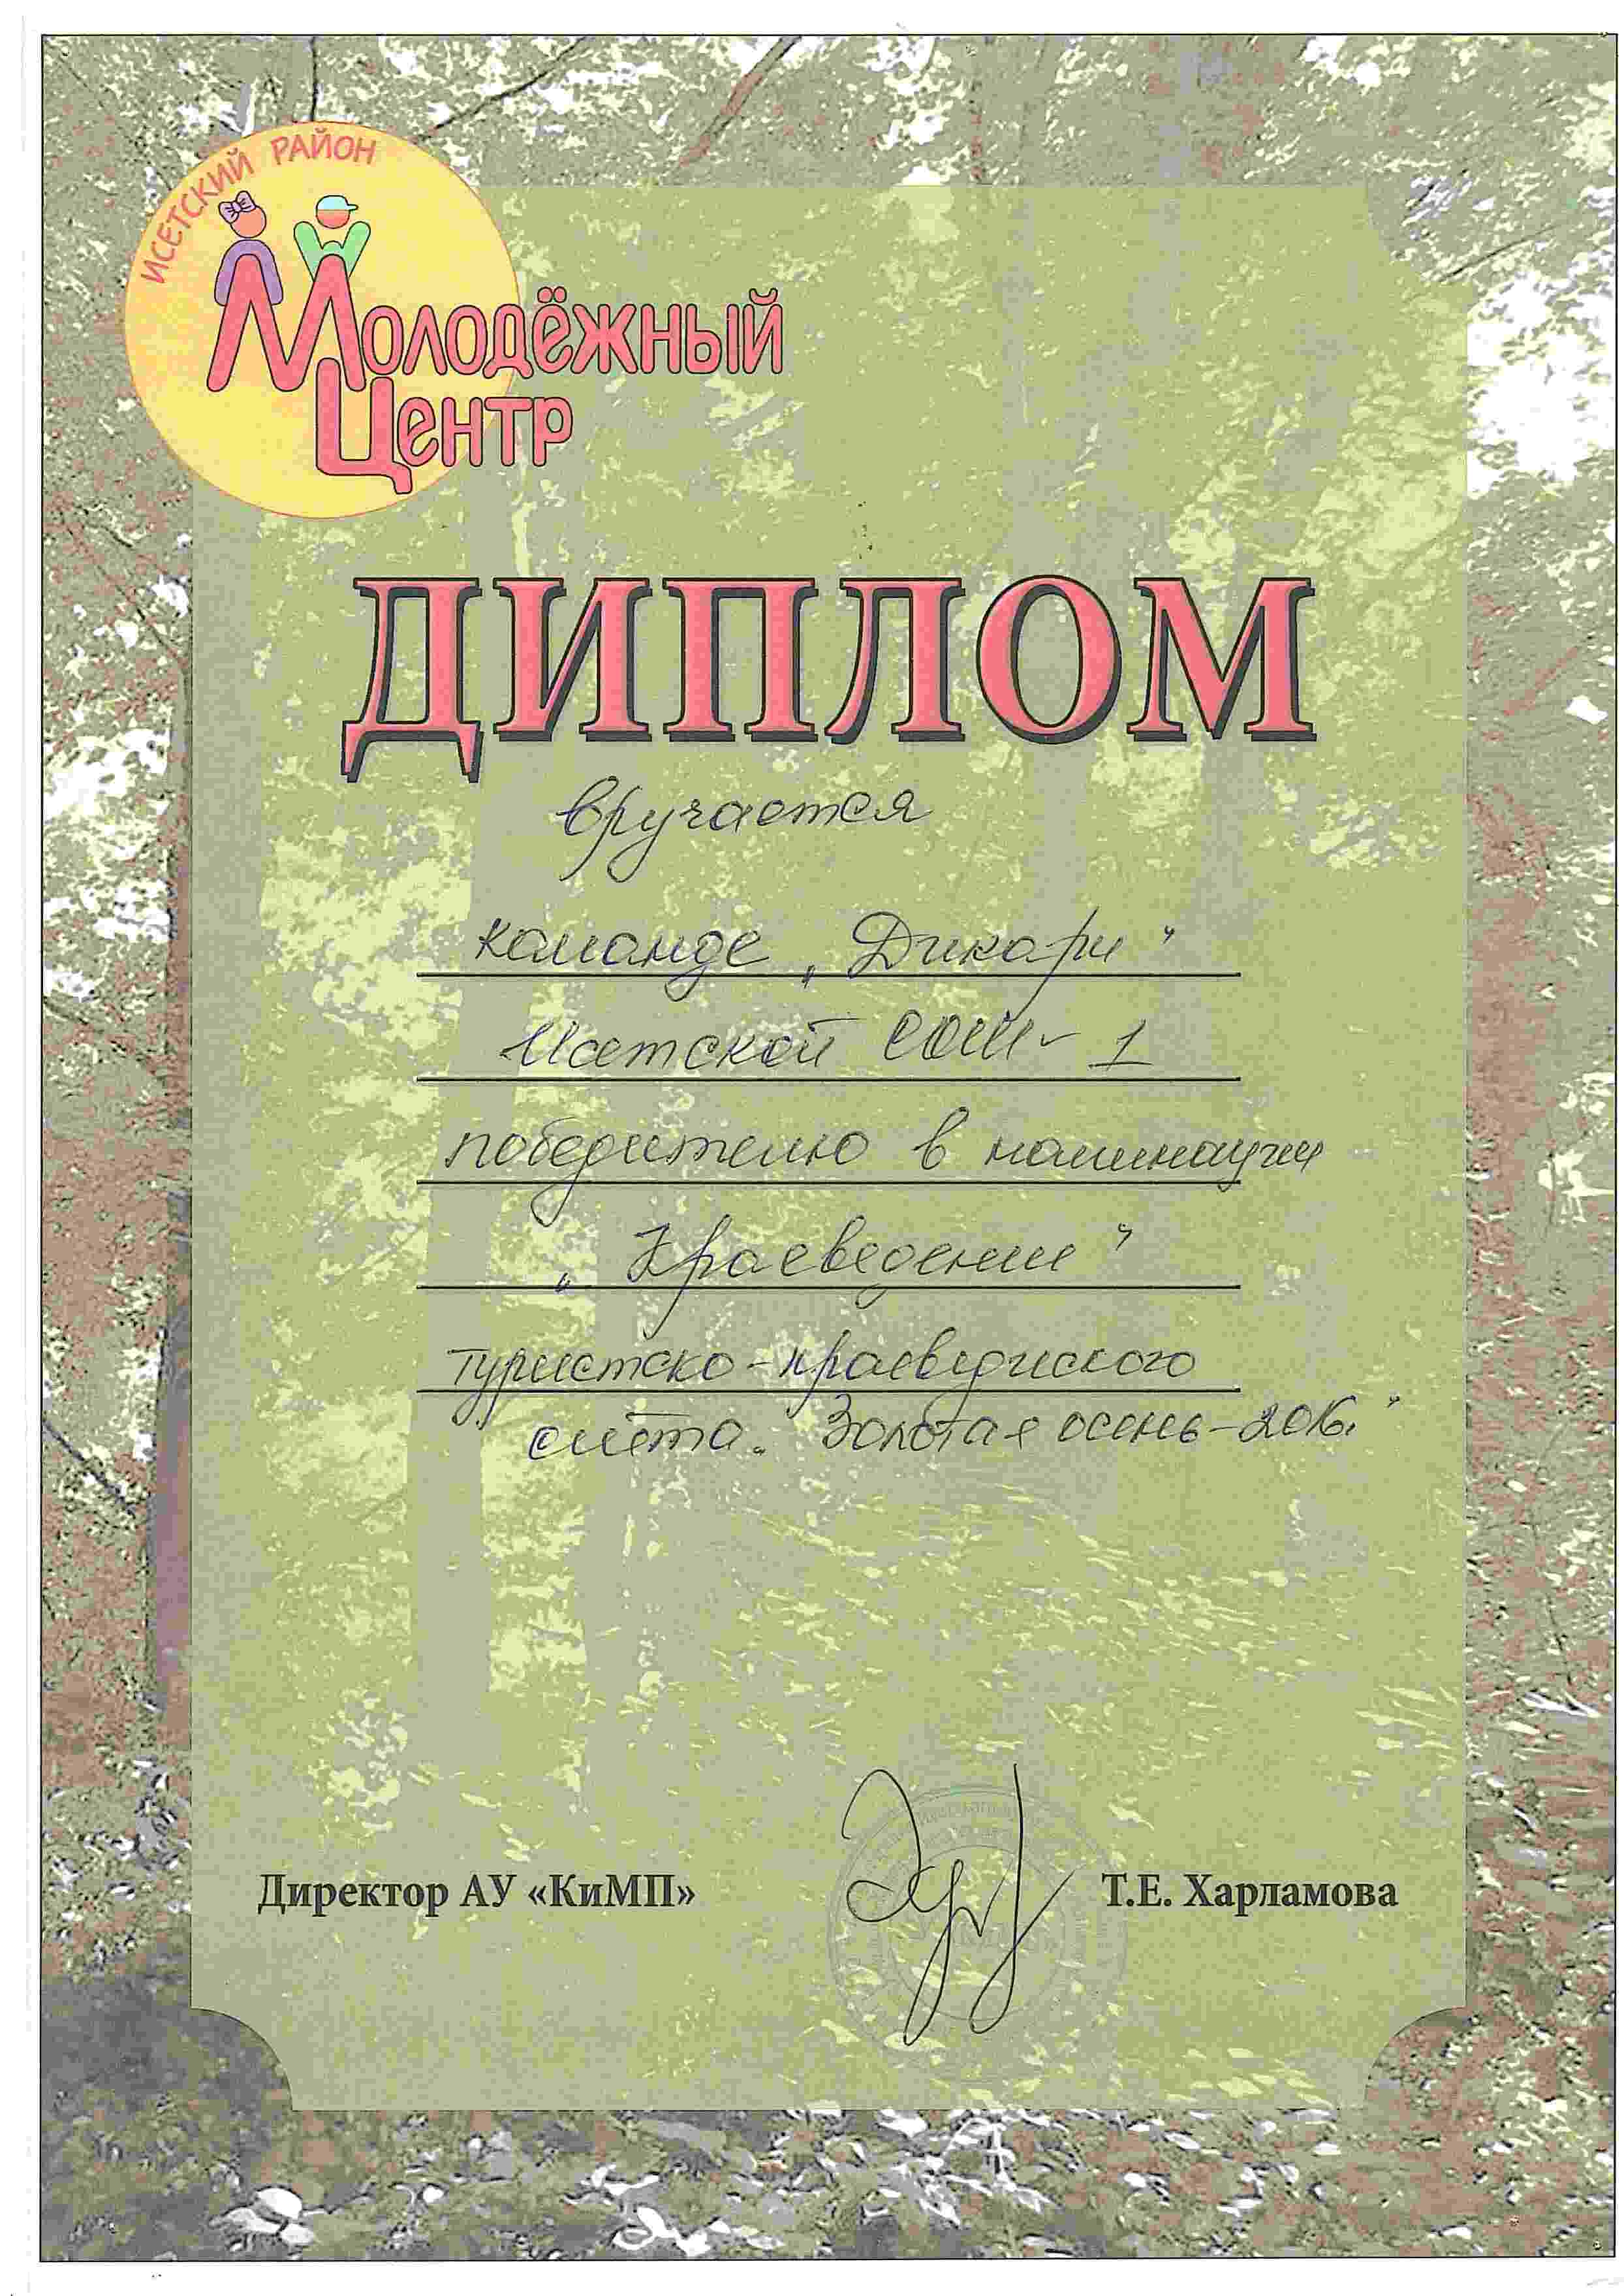 ИСЕТСКИЙ РАЙОН
Молодёжный
Центр
ДИПЛОМ
вручается
команде „Дикари"
Исетской СОШ-1
победителю в номинации
„Краеведение"
туристско-краеведческого
слёта „Золотая осень-2016."
Директор АУ «КиМП»
Т.Е. Харламова